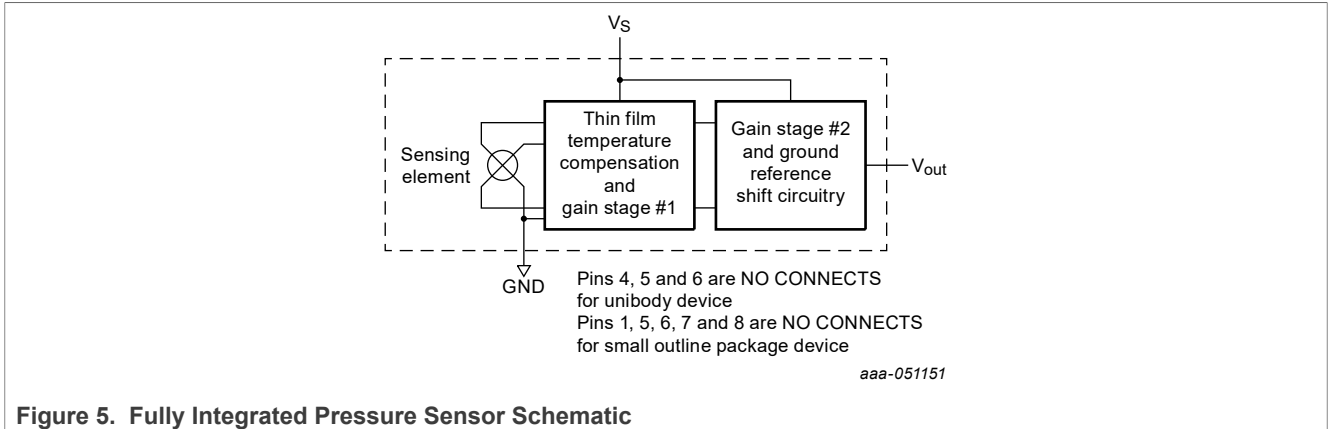 VS
Sensing
element
Thin film
temperature
compensation
and
gain stage #1
Gain stage #2
and ground
reference
shift circuitry
Vout
GND
Pins 4, 5 and 6 are NO CONNECTS
for unibody device
Pins 1, 5, 6, 7 and 8 are NO CONNECTS
for small outline package device
aaa-051151
Figure 5. Fully Integrated Pressure Sensor Schematic